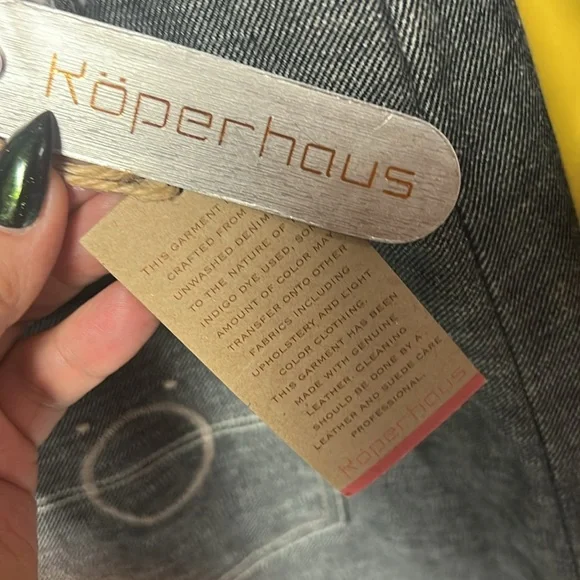 Köperhaus
THIS GARMENT
CRAFTED FROM
UNWASHED DENIM
TO THE NATURE OF
INDIGO DYE USED, SO
AMOUNT OF COLOR MA
TRANSFER ONTO OTHER
FABRICS INCLUDING
UPHOLSTERY AND LIGHT
COLOR CLOTHING.
THIS GARMENT HAS BEEN
MADE WITH GENUINE
LEATHER. CLEANING
SHOULD BE DONE BY A
LEATHER AND SUEDE CARE
PROFESSIONAL
Köperhaus